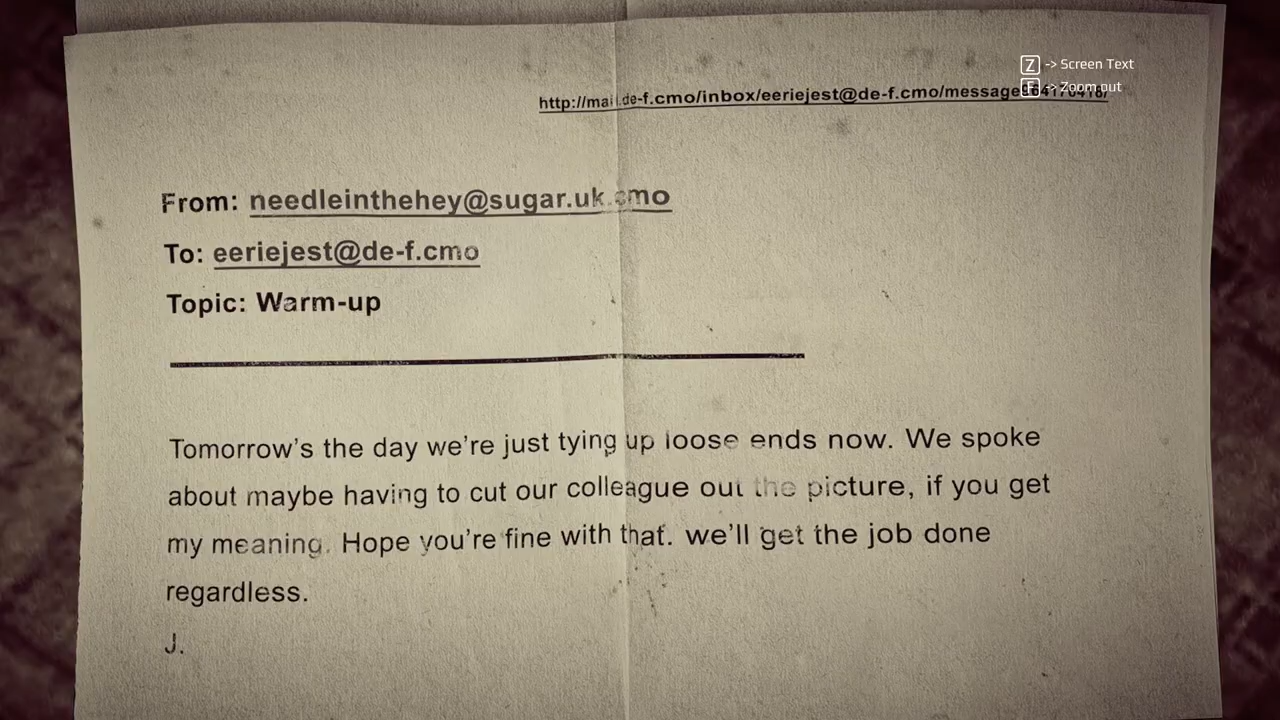 Z -> Screen Text
E -> Zoom out
http://mail.de-f.cmo/inbox/eeriejest@de-f.cmo/
From: needleinthehey@sugar.uk.cmo
To: eeriejest@de-f.cmo
Topic: Warm-up
Tomorrow's the day we're just tying up loose ends now. We spoke
about maybe having to cut our colleague out the picture, if you get
my meaning. Hope you're fine with that. we'll get the job done
regardless.
J.